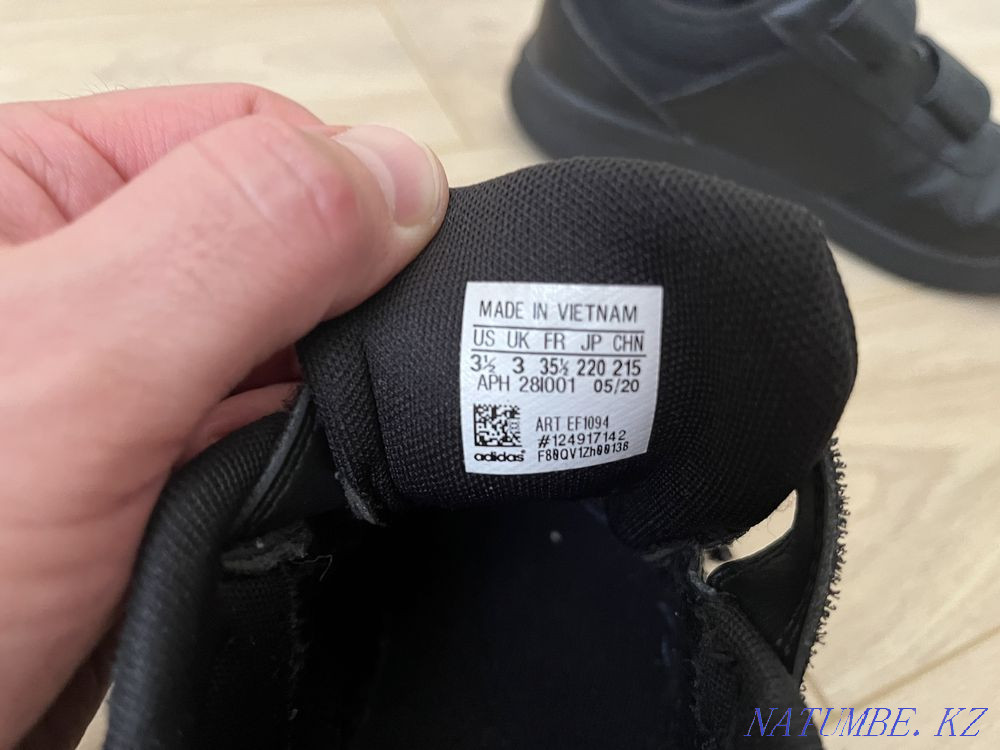 MADE IN VIETNAM
US UK FR JP CHN
3½ 3 35½ 220 215
APH 28I001 05/20
ART EF1094
#124917142
adidas® F80QV1Zh00138
NATUMBE.KZ